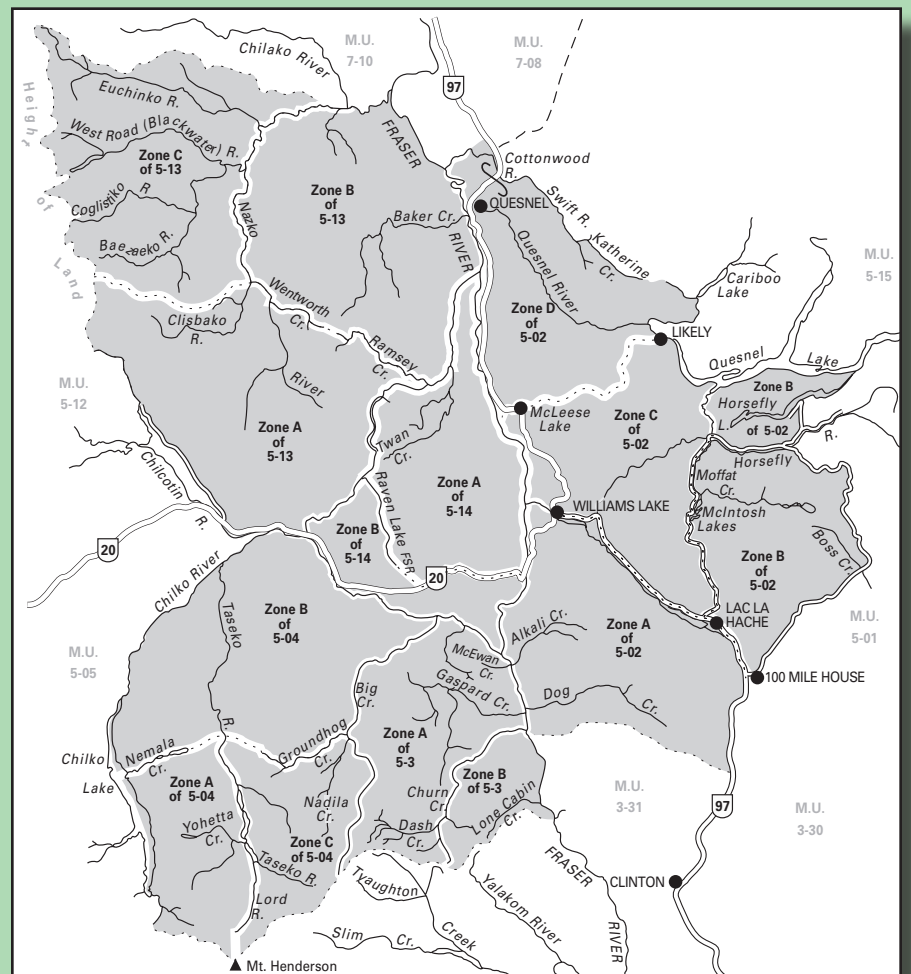 M.U.
7-10
M.U.
7-08
Chilako River
97
Height
of
Land
Euchinko R.
West Road (Blackwater) R.
Zone C
of 5-13
Coglistiko R
Baezaeko R.
Nazko
Zone B
of
5-13
FRASER
RIVER
Baker Cr.
Cottonwood
R.
QUESNEL
Swift R.
Katherine
Cr.
Quesnel River
Cariboo
Lake
M.U.
5-15
Wentworth
Cr.
Clisbako
R.
Ramsey
Cr.
River
Zone D
of
5-02
LIKELY
Quesnel Lake
M.U.
5-12
McLeese
Lake
Zone C
of
5-02
Zone B
Horsefly
L.
of 5-02
R.
Horsefly
Zone A
of
5-13
Twan
Cr.
Chilcotin
R.
Raven Lake FSR
Zone A
of
5-14
Moffat
Cr.
McIntosh
Lakes
Boss Cr.
WILLIAMS LAKE
Zone B
of
5-14
20
20
Zone B
of
5-02
Chilko River
Taseko
R.
Zone B
of
5-04
LAC LA
HACHE
Alkali Cr.
Zone A
of
5-02
M.U.
5-01
McEwan
Cr.
M.U.
5-05
100 MILE HOUSE
Gaspard Cr.
Dog Cr.
Big
Cr.
Zone A
of
5-3
Groundhog
Cr.
Nemala
Cr.
Chilko
Lake
Zone A
of 5-04
Zone B
of 5-3
M.U.
3-31
Churn
Cr.
Nadila
Cr.
Lone Cabin
Cr.
97
M.U.
3-30
Yohetta
Cr.
Dash
Cr.
Zone C
of 5-04
Taseko R.
Lord
R.
Tyaughton
Creek
Yalakom River
FRASER
RIVER
CLINTON
Slim Cr.
Mt. Henderson